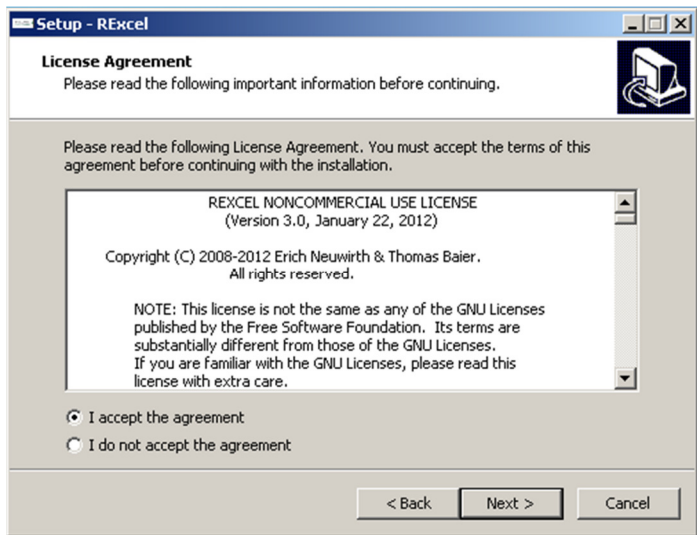 Setup - RExcel
License Agreement
Please read the following important information before continuing.
Please read the following License Agreement. You must accept the terms of this
agreement before continuing with the installation.
REXCEL NONCOMMERCIAL USE LICENSE
(Version 3.0, January 22, 2012)
Copyright (C) 2008-2012 Erich Neuwirth & Thomas Baier.
All rights reserved.
NOTE: This license is not the same as any of the GNU Licenses
published by the Free Software Foundation.  Its terms are
substantially different from those of the GNU Licenses.
If you are familiar with the GNU Licenses, please read this
license with extra care.
I accept the agreement
I do not accept the agreement
< Back Next > Cancel